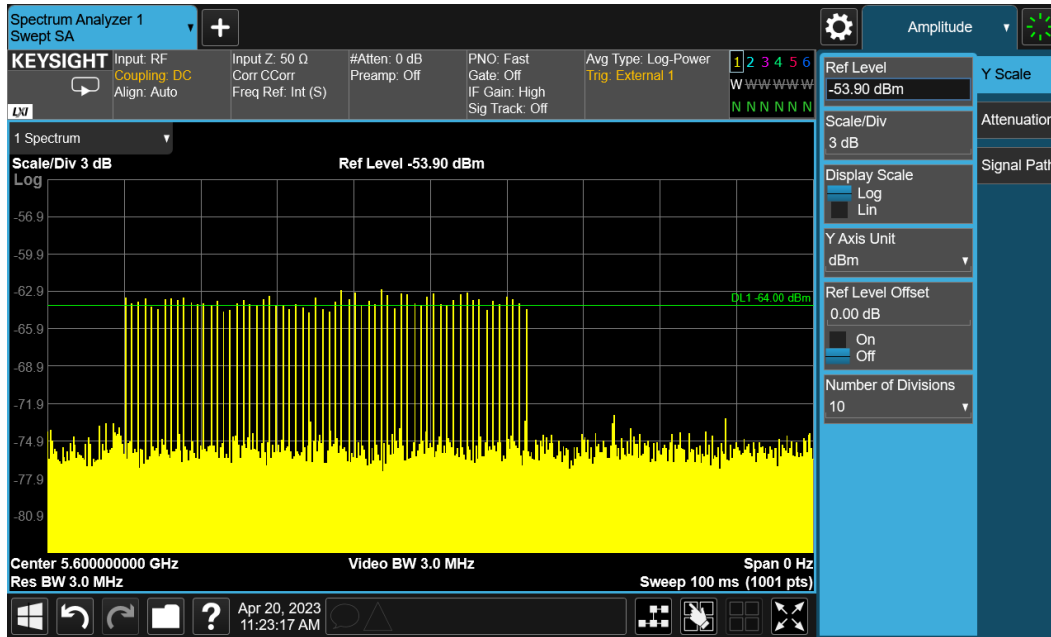 Spectrum Analyzer 1
Swept SA
Amplitude
KEYSIGHT
Input: RF
Coupling: DC
Align: Auto
Input Z: 50 Ω
Corr CCorr
Freq Ref: Int (S)
#Atten: 0 dB
Preamp: Off
PNO: Fast
Gate: Off
IF Gain: High
Sig Track: Off
Avg Type: Log-Power
Trig: External 1
1 2 3 4 5 6
W W W W W W
N N N N N N
LXI
1 Spectrum
Scale/Div 3 dB
Ref Level -53.90 dBm
Log
-56.9
-59.9
-62.9
-65.9
-68.9
-71.9
-74.9
-77.9
-80.9
DL1 -64.00 dBm
Center 5.600000000 GHz
Res BW 3.0 MHz
Video BW 3.0 MHz
Span 0 Hz
Sweep 100 ms (1001 pts)
Ref Level
-53.90 dBm
Scale/Div
3 dB
Display Scale
Log
Lin
Y Axis Unit
dBm
Ref Level Offset
0.00 dB
On
Off
Number of Divisions
10
Y Scale
Attenuation
Signal Path
?
Apr 20, 2023
11:23:17 AM